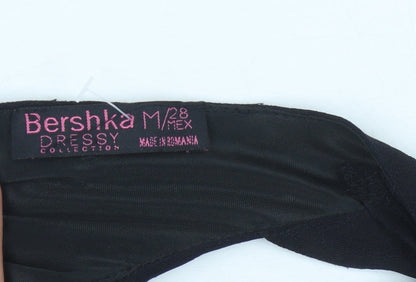 Bershka M/28 MEX
DRESSY
COLLECTION
MADE IN ROMANIA